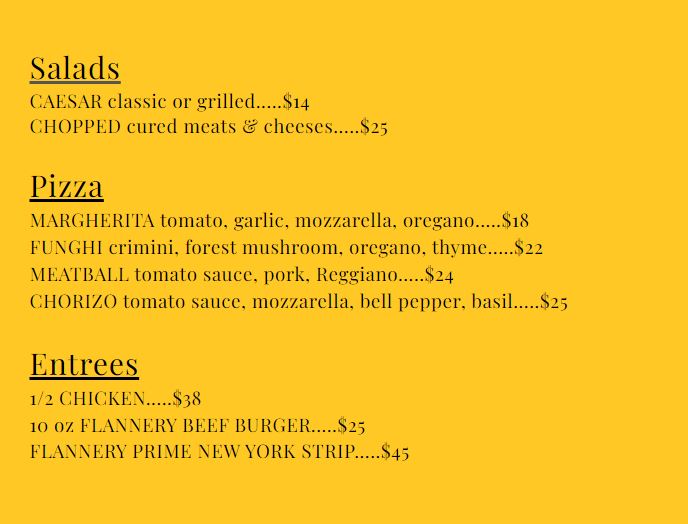 Salads
CAESAR classic or grilled.....$14
CHOPPED cured meats & cheeses.....$25
Pizza
MARGHERITA tomato, garlic, mozzarella, oregano.....$18
FUNGHI crimini, forest mushroom, oregano, thyme.....$22
MEATBALL tomato sauce, pork, Reggiano.....$24
CHORIZO tomato sauce, mozzarella, bell pepper, basil.....$25
Entrees
1/2 CHICKEN.....$38
10 oz FLANNERY BEEF BURGER.....$25
FLANNERY PRIME NEW YORK STRIP.....$45